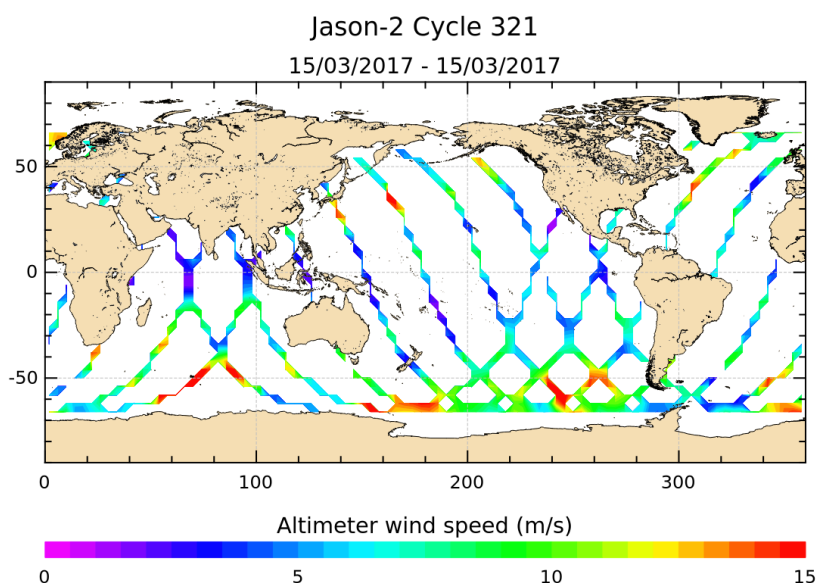 Jason-2 Cycle 321
15/03/2017 - 15/03/2017
50
0
-50
0 100 200 300
Altimeter wind speed (m/s)
0 5 10 15